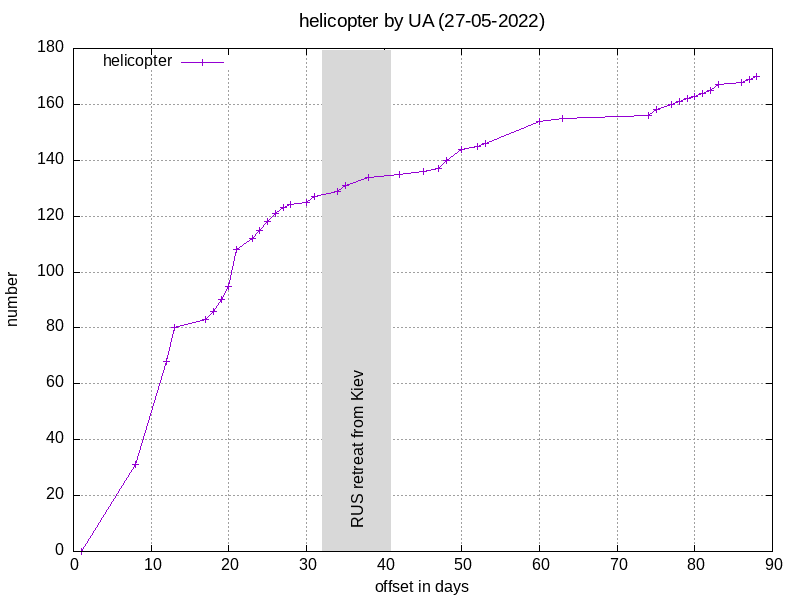 helicopter by UA (27-05-2022)
helicopter
180
160
140
120
100
80
60
40
20
0
number
RUS retreat from Kiev
0 10 20 30 40 50 60 70 80 90
offset in days